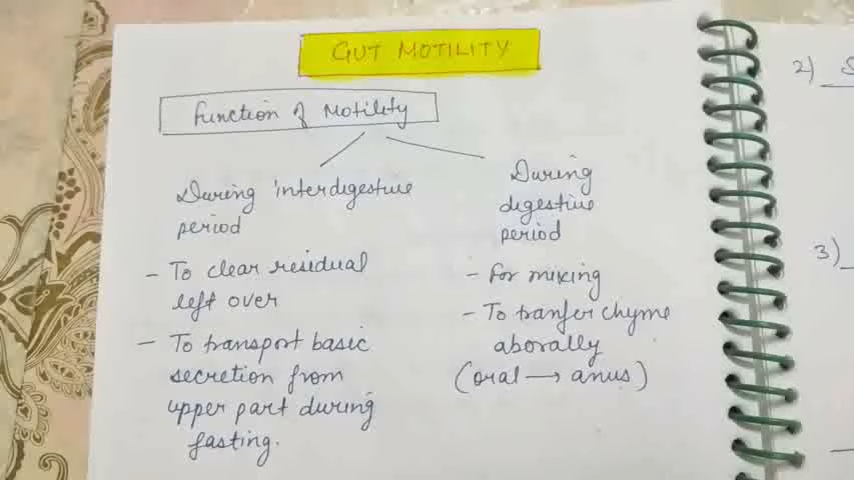 GUT MOTILITY
function of Motility
During interdigestive
period
- To clear residual
left over
- To transport basic
secretion from
upper part during
fasting.
During
digestive
period
- for mixing
- To tranfer chyme
aborally
(oral → anus)
2) S
3)